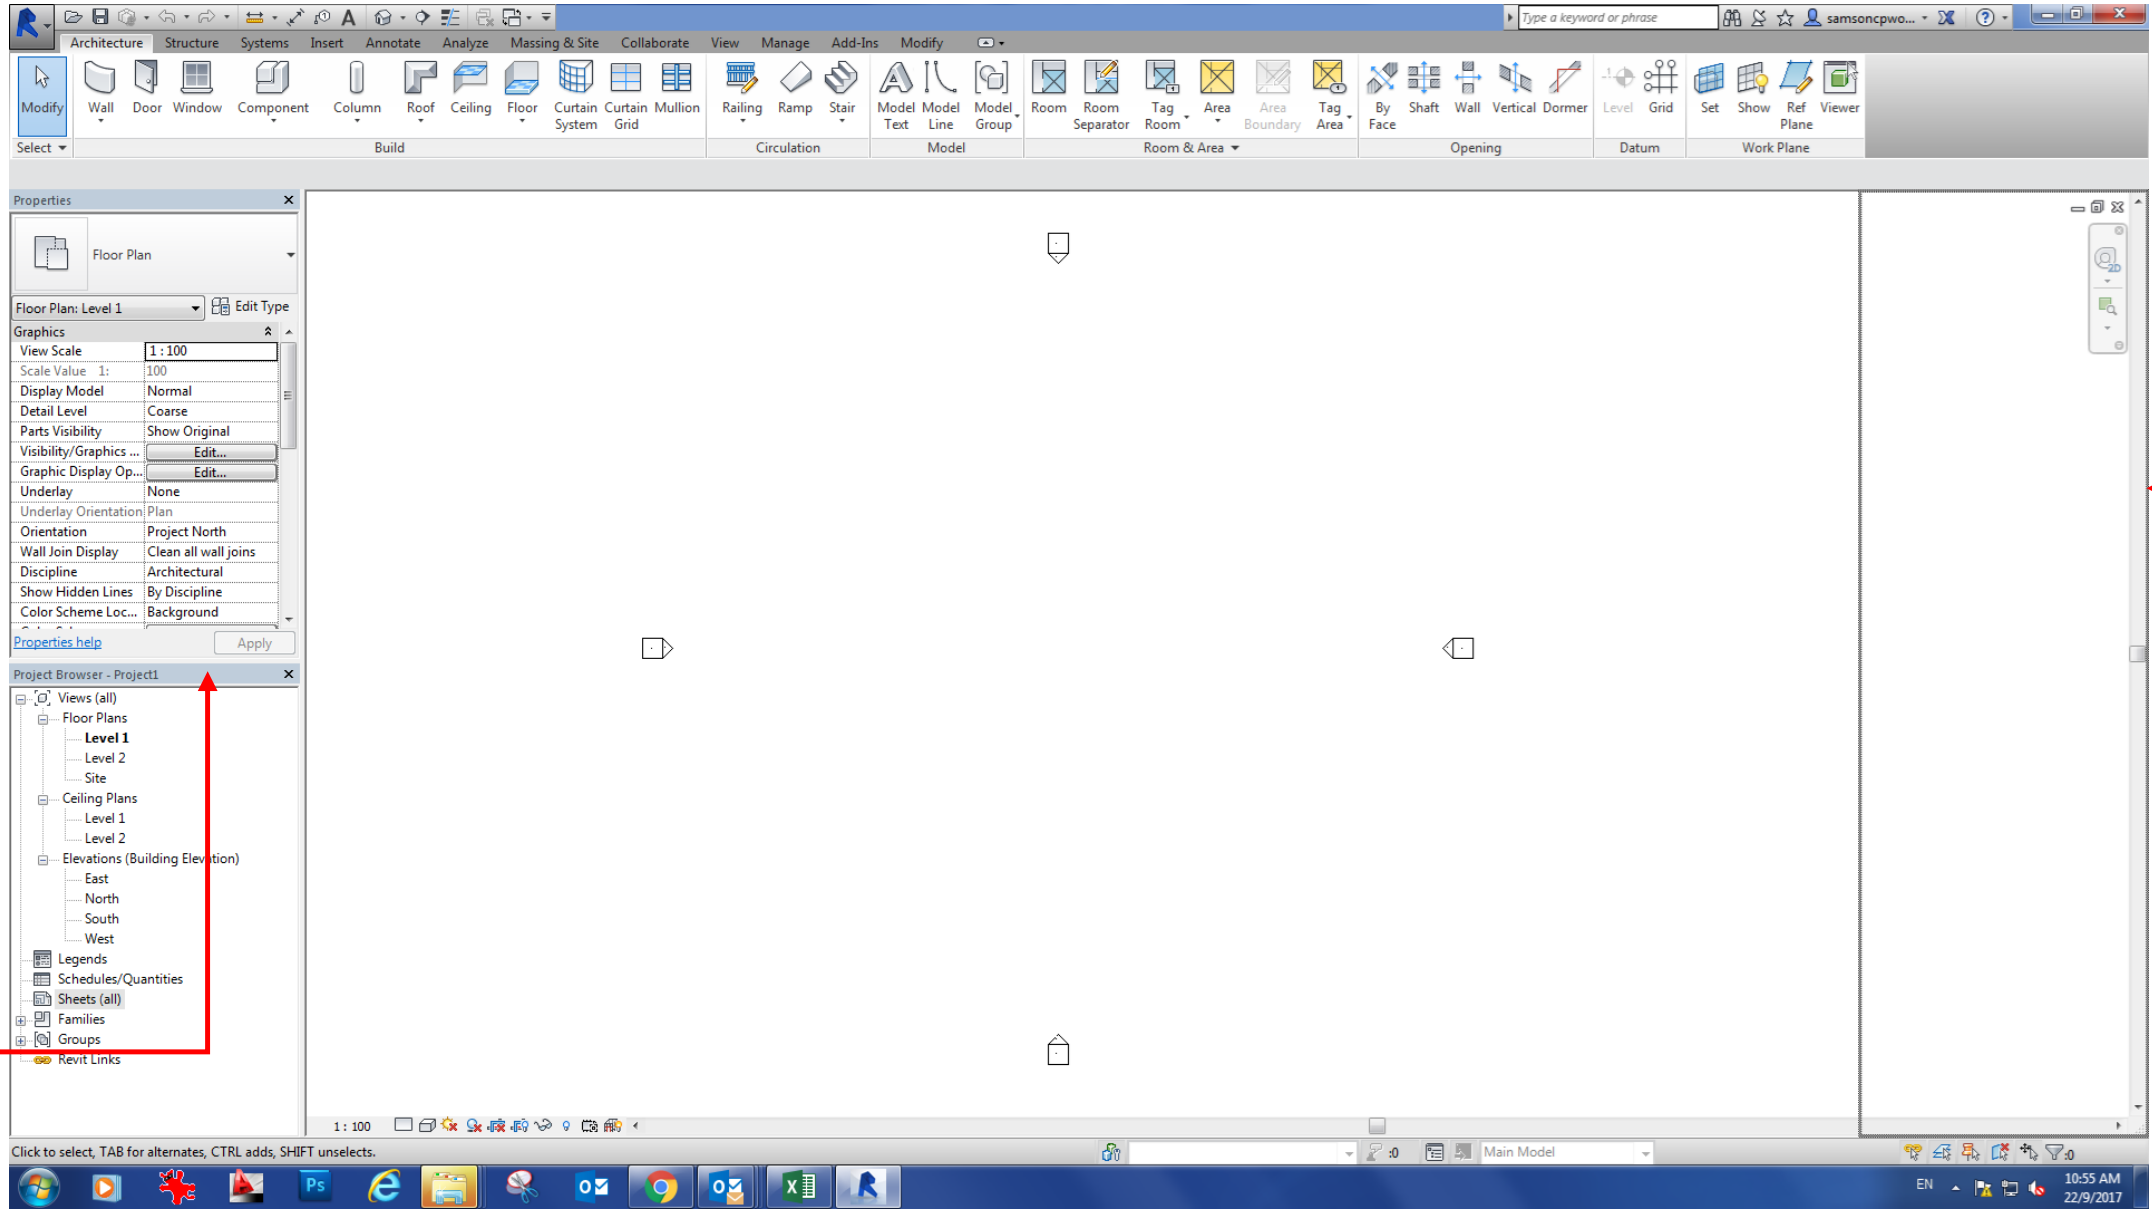 Type a keyword or phrase
samsoncpwo...
Architecture Structure Systems Insert Annotate Analyze Massing & Site Collaborate View Manage Add-Ins Modify
Modify Wall Door Window Component Column Roof Ceiling Floor Curtain System Curtain Grid Mullion Railing Ramp Stair Model Text Model Line Model Group Room Room Separator Tag Room Area Area Boundary Tag Area By Face Shaft Wall Vertical Dormer Level Grid Set Show Ref Plane Viewer
Select Build Circulation Model Room & Area Opening Datum Work Plane
Properties
Floor Plan
Floor Plan: Level 1 Edit Type
Graphics
View Scale 1 : 100
Scale Value 1: 100
Display Model Normal
Detail Level Coarse
Parts Visibility Show Original
Visibility/Graphics ... Edit...
Graphic Display Op... Edit...
Underlay None
Underlay Orientation Plan
Orientation Project North
Wall Join Display Clean all wall joins
Discipline Architectural
Show Hidden Lines By Discipline
Color Scheme Loc... Background
Properties help Apply
Project Browser - Project1
Views (all)
Floor Plans
Level 1
Level 2
Site
Ceiling Plans
Level 1
Level 2
Elevations (Building Elevation)
East
North
South
West
Legends
Schedules/Quantities
Sheets (all)
Families
Groups
Revit Links
2D
1 : 100
Click to select, TAB for alternates, CTRL adds, SHIFT unselects.
:0 Main Model :0
Ps
EN 10:55 AM
22/9/2017